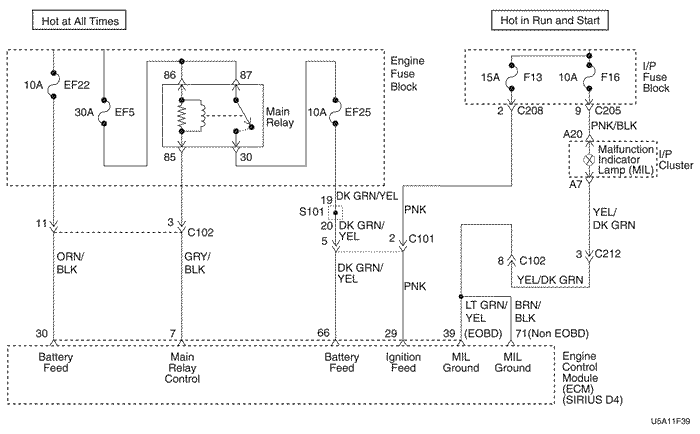 Hot at All Times
Hot in Run and Start
Engine
Fuse
Block
I/P
Fuse
Block
86
87
10A
EF22
30A
EF5
Main
Relay
10A
EF25
15A
F13
10A
F16
85
30
2
C208
9
C205
PNK/BLK
A20
Malfunction
Indicator
Lamp (MIL)
I/P
Cluster
A7
19
DK GRN/YEL
S101
20
DK GRN/
YEL
PNK
YEL/
DK GRN
11
3
C102
5
2
C101
8
C102
3
C212
YEL/DK GRN
ORN/
BLK
GRY/
BLK
DK GRN/
YEL
PNK
LT GRN/
YEL
(EOBD)
BRN/
BLK
30
7
66
29
39
71(Non EOBD)
Battery
Feed
Main
Relay
Control
Battery
Feed
Ignition
Feed
MIL
Ground
MIL
Ground
Engine
Control
Module
(ECM)
(SIRIUS D4)
U5A11F39